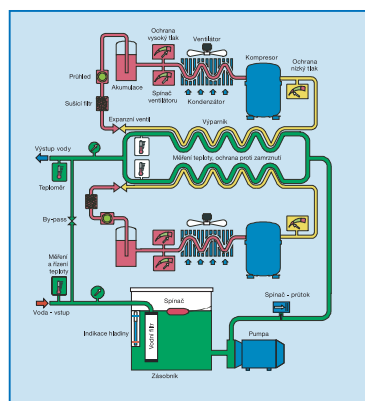 Ochrana
vysoký tlak
Ventilátor
Kompresor
Ochrana
nízký tlak
Průhled
Akumulace
Sušící filtr
Spínač
ventilátoru
Kondenzátor
Expanzní ventil
Výparník
Výstup vody
Měření teploty, ochrana proti zamrznutí
Teploměr
By-pass
Měření
a řízení
teploty
Voda - vstup
Spínač
Spínač - průtok
Indikace hladiny
Vodní filtr
Pumpa
Zásobník